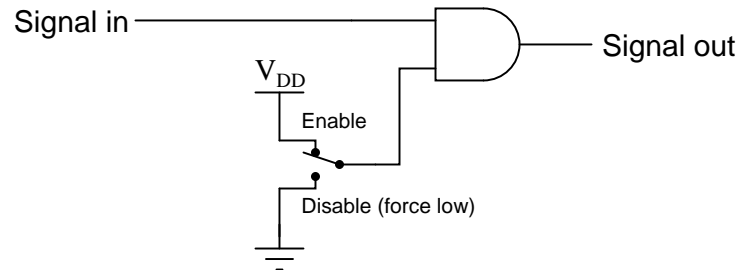 Signal in
Signal out
VDD
Enable
Disable (force low)